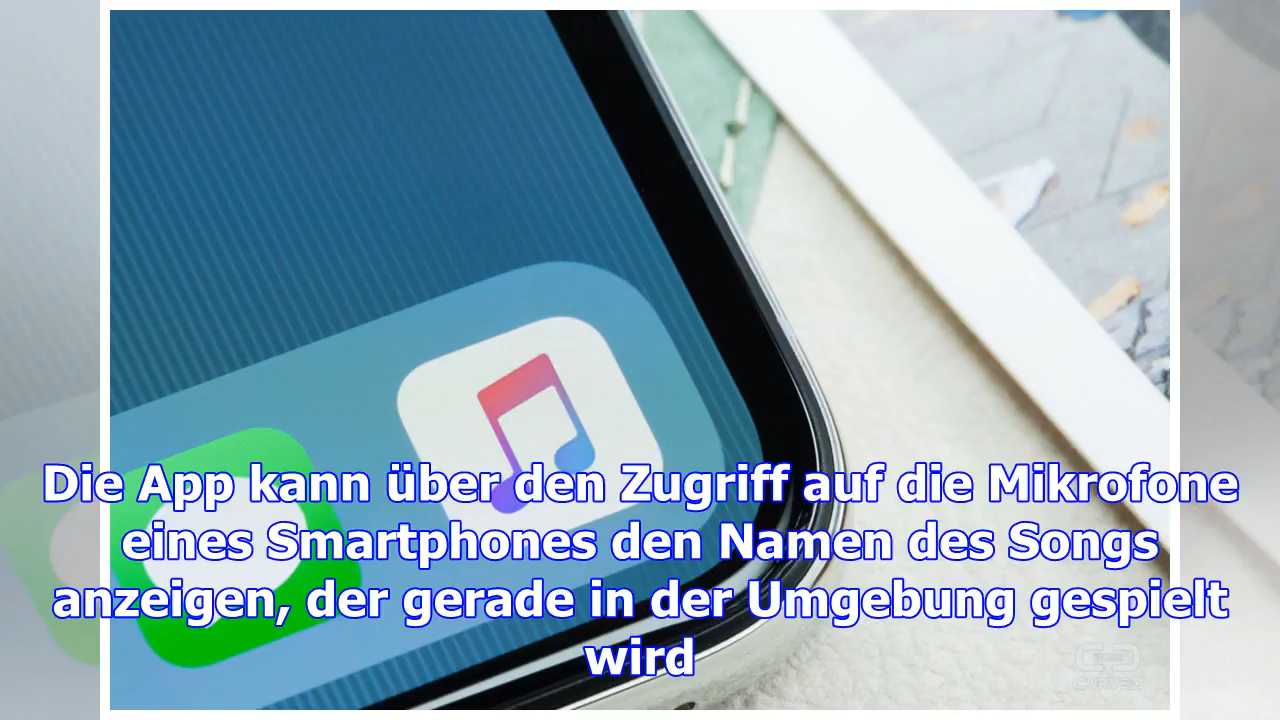 Die App kann über den Zugriff auf die Mikrofone
eines Smartphones den Namen des Songs
anzeigen, der gerade in der Umgebung gespielt
wird
CURVED